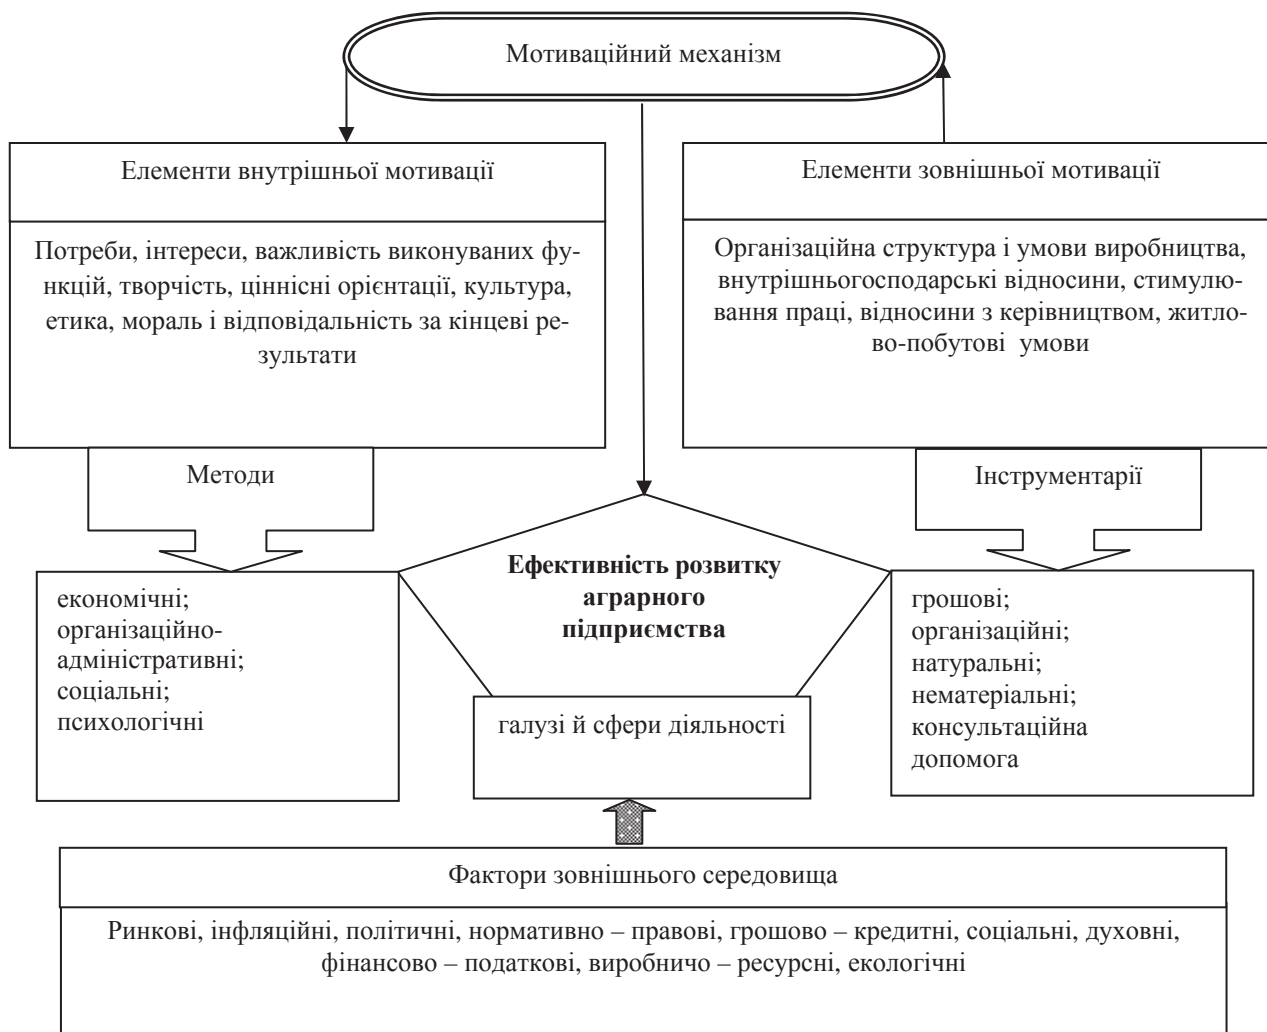 Мотиваційний механізм
Елементи внутрішньої мотивації
Потреби, інтереси, важливість виконуваних фу-
нкцій, творчість, ціннісні орієнтації, культура,
етика, мораль і відповідальність за кінцеві ре-
зультати
Елементи зовнішньої мотивації
Організаційна структура і умови виробництва,
внутрішньогосподарські відносини, стимулю-
вання праці, відносини з керівництвом, житло-
во-побутові умови
Методи
Інструментарії
економічні;
організаційно-
адміністративні;
соціальні;
психологічні
Ефективність розвитку
аграрного
підприємства
галузі й сфери діяльності
грошові;
організаційні;
натуральні;
нематеріальні;
консультаційна
допомога
Фактори зовнішнього середовища
Ринкові, інфляційні, політичні, нормативно – правові, грошово – кредитні, соціальні, духовні,
фінансово – податкові, виробничо – ресурсні, екологічні